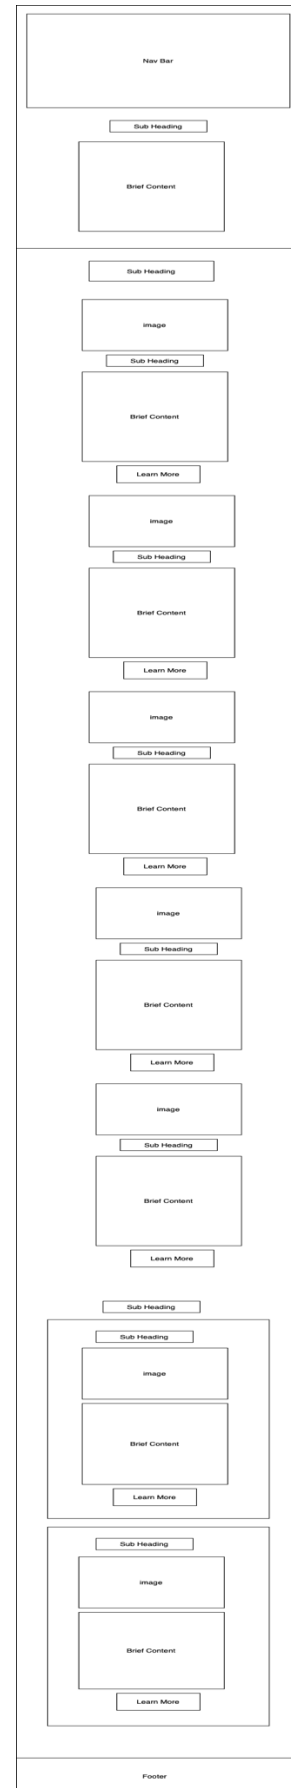 Nav Bar
Sub Heading
Brief Content
Sub Heading
image
Sub Heading
Brief Content
Learn More
image
Sub Heading
Brief Content
Learn More
image
Sub Heading
Brief Content
Learn More
image
Sub Heading
Brief Content
Learn More
image
Sub Heading
Brief Content
Learn More
Sub Heading
Sub Heading
image
Brief Content
Learn More
Sub Heading
image
Brief Content
Learn More
Footer